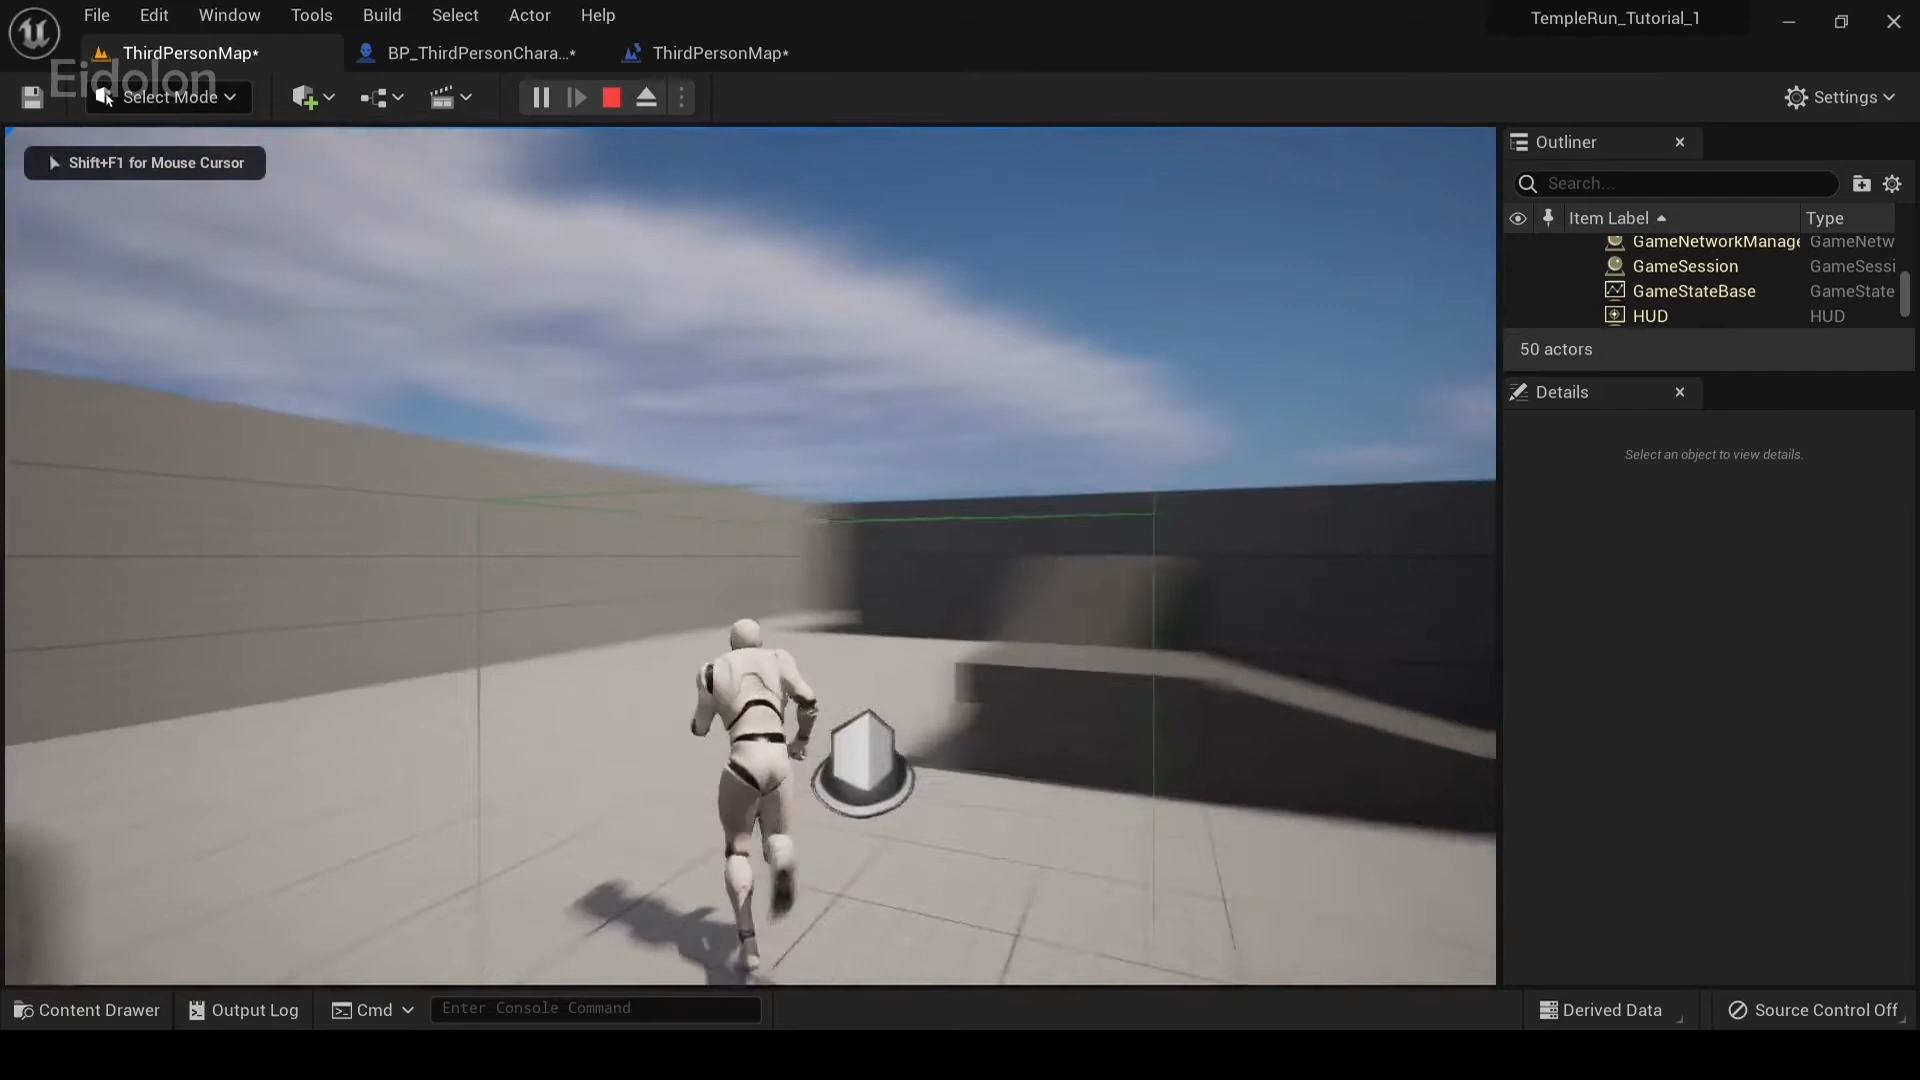 File Edit Window Tools Build Select Actor Help
TempleRun_Tutorial_1
ThirdPersonMap*
BP_ThirdPersonChara...*
ThirdPersonMap*
Eidolon
Select Mode
Settings
Shift+F1 for Mouse Cursor
Outliner
Search...
Item Label
Type
GameNetworkManage GameNetw
GameSession GameSessi
GameStateBase GameState
HUD HUD
50 actors
Details
Select an object to view details.
Content Drawer
Output Log
Cmd
Enter Console Command
Derived Data
Source Control Off